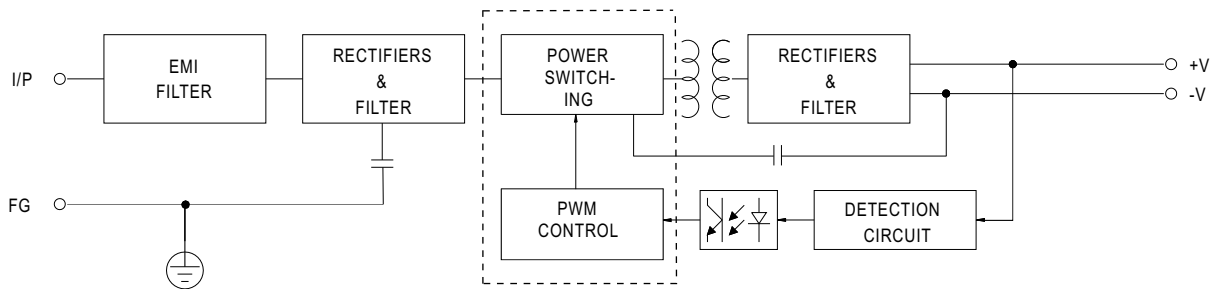 I/P
EMI
FILTER
RECTIFIERS
&
FILTER
POWER
SWITCH-
ING
RECTIFIERS
&
FILTER
+V
-V
FG
PWM
CONTROL
DETECTION
CIRCUIT